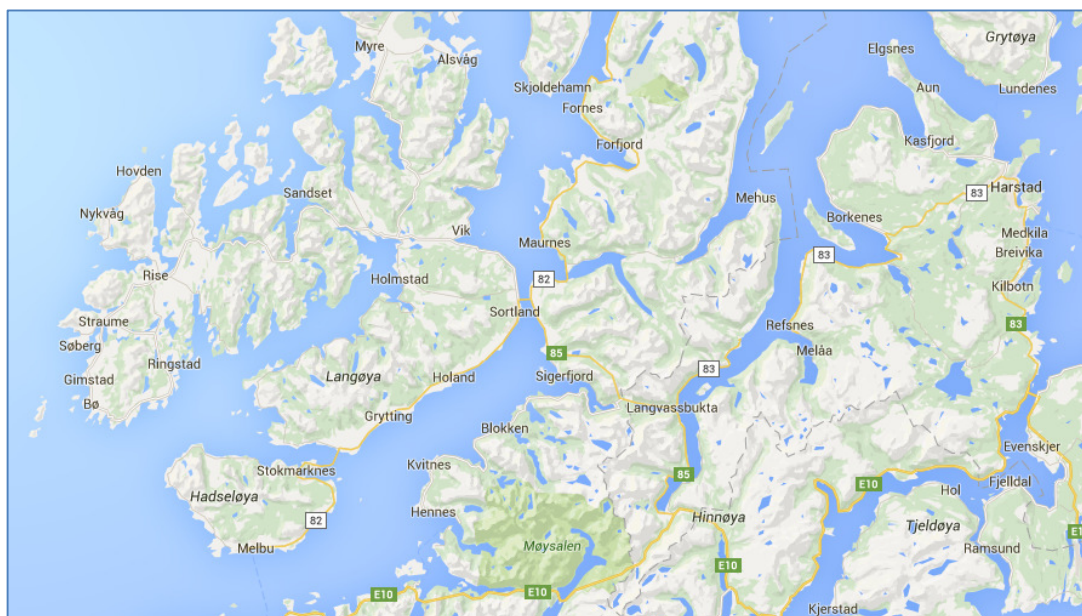 Myre
Alsvåg
Elgsnes
Grytøya
Skjoldehamn
Aun
Lundenes
Fornes
Forfjord
Kasfjord
Hovden
Sandset
Mehus
83
Harstad
Nykvåg
Vik
Maurnes
Borkenes
Medkila
83
Breivika
Rise
Holmstad
82
Kilbotn
Straume
Sortland
Refsnes
83
Søberg
85
Melåa
Ringstad
Gimstad
Langøya
Holand
Sigerfjord
83
Bø
Grytting
Langvassbukta
Blokken
Evenskjer
Stokmarknes
Kvitnes
85
E10
Fjelldal
Hadseløya
Hol
Hennes
Hinnøya
82
Tjeldøya
Melbu
Møysalen
Ramsund
E10
E10
E10
Kjerstad